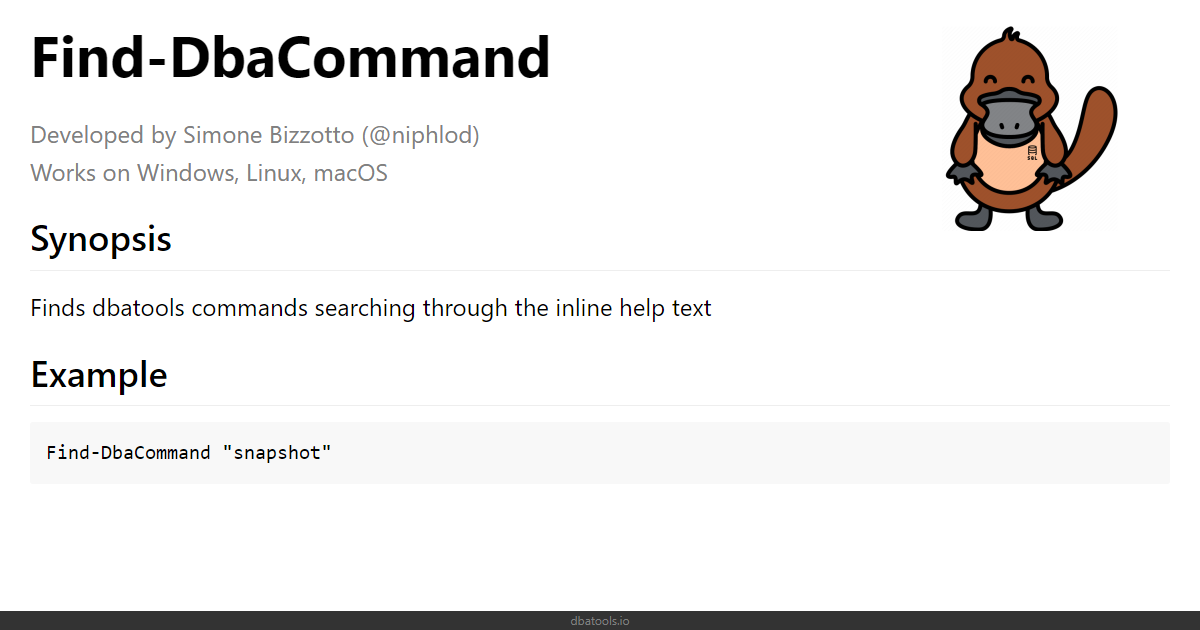 Find-DbaCommand
Developed by Simone Bizzotto (@niphlod)
Works on Windows, Linux, macOS
SQL
Synopsis
Finds dbatools commands searching through the inline help text
Example
Find-DbaCommand "snapshot"
dbatools.io